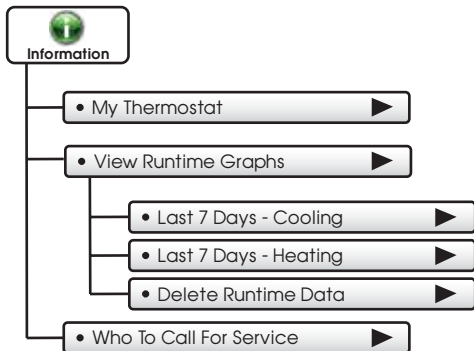 Information
• My Thermostat
• View Runtime Graphs
• Last 7 Days - Cooling
• Last 7 Days - Heating
• Delete Runtime Data
• Who To Call For Service